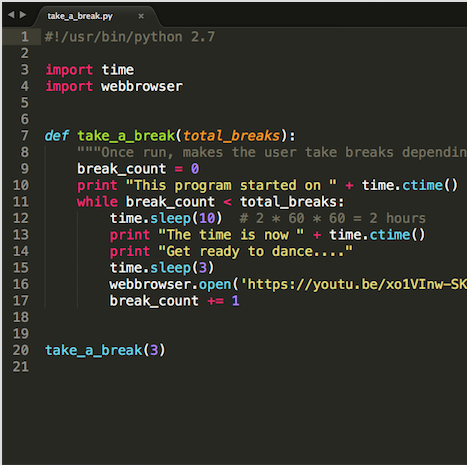 take_a_break.py
1 #!/usr/bin/python 2.7
2
3 import time
4 import webbrowser
5
6
7 def take_a_break(total_breaks):
8     """Once run, makes the user take breaks dependin
9     break_count = 0
10     print "This program started on " + time.ctime()
11     while break_count < total_breaks:
12         time.sleep(10)  # 2 * 60 * 60 = 2 hours
13         print "The time is now " + time.ctime()
14         print "Get ready to dance...."
15         time.sleep(3)
16         webbrowser.open('https://youtu.be/xo1VInw-SK
17         break_count += 1
18
19
20 take_a_break(3)
21